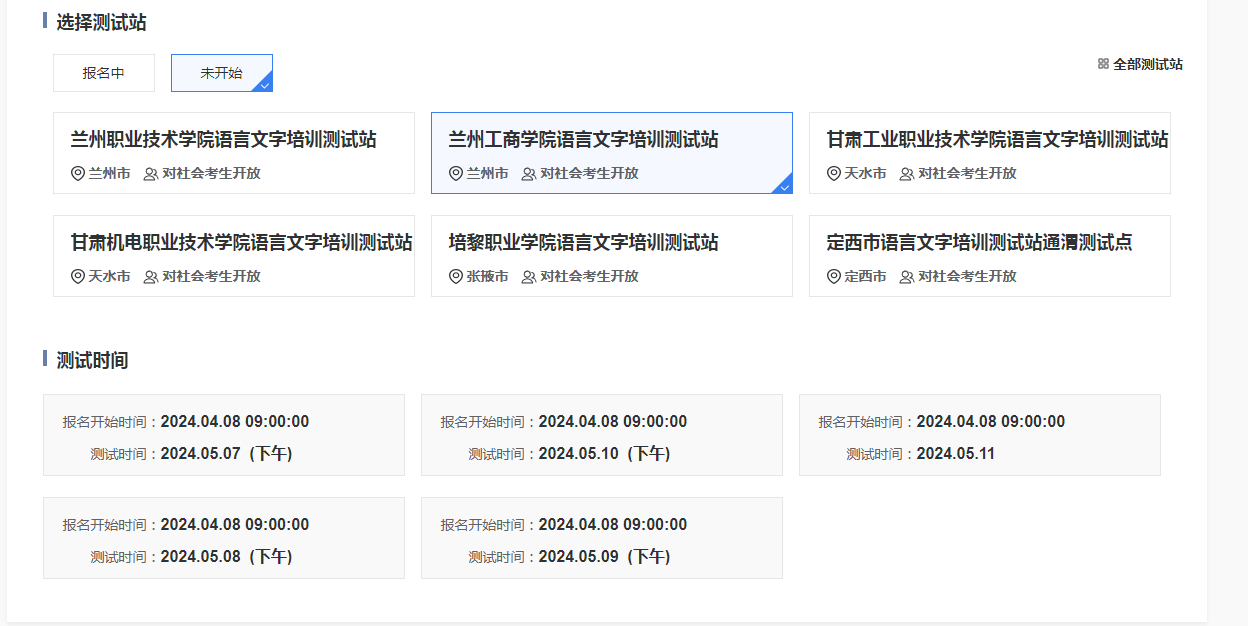 选择测试站
报名中
未开始
全部测试站
兰州职业技术学院语言文字培训测试站
兰州市 对社会考生开放
兰州工商学院语言文字培训测试站
兰州市 对社会考生开放
甘肃工业职业技术学院语言文字培训测试站
天水市 对社会考生开放
甘肃机电职业技术学院语言文字培训测试站
天水市 对社会考生开放
培黎职业学院语言文字培训测试站
张掖市 对社会考生开放
定西市语言文字培训测试站通渭测试点
定西市 对社会考生开放
测试时间
报名开始时间：2024.04.08 09:00:00
测试时间：2024.05.07（下午）
报名开始时间：2024.04.08 09:00:00
测试时间：2024.05.10（下午）
报名开始时间：2024.04.08 09:00:00
测试时间：2024.05.11
报名开始时间：2024.04.08 09:00:00
测试时间：2024.05.08（下午）
报名开始时间：2024.04.08 09:00:00
测试时间：2024.05.09（下午）